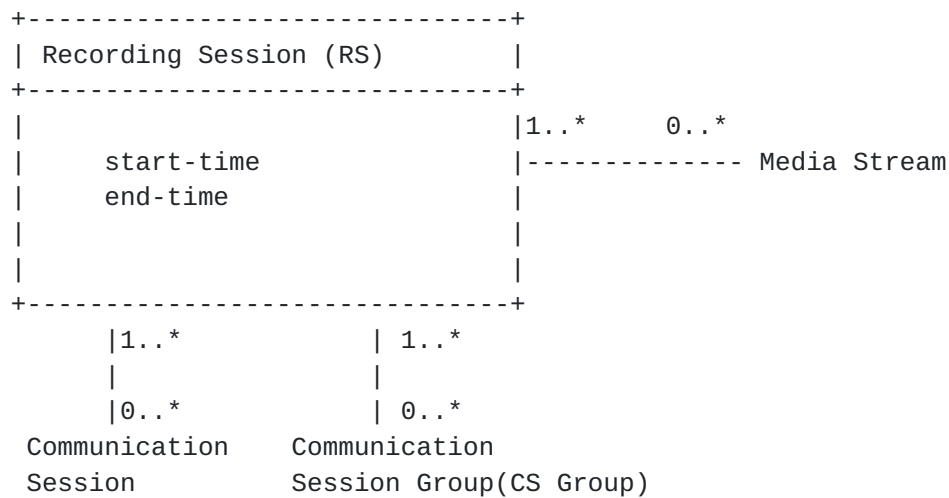 +-------------------------------+
| Recording Session (RS)        |
+-------------------------------+
|                               |1..*     0..*
|     start-time                |-------------- Media Stream
|     end-time                  |
|                               |
|                               |
+-------------------------------+
      |1..*            | 1..*
      |                |
      |0..*            | 0..*
 Communication    Communication
 Session          Session Group(CS Group)